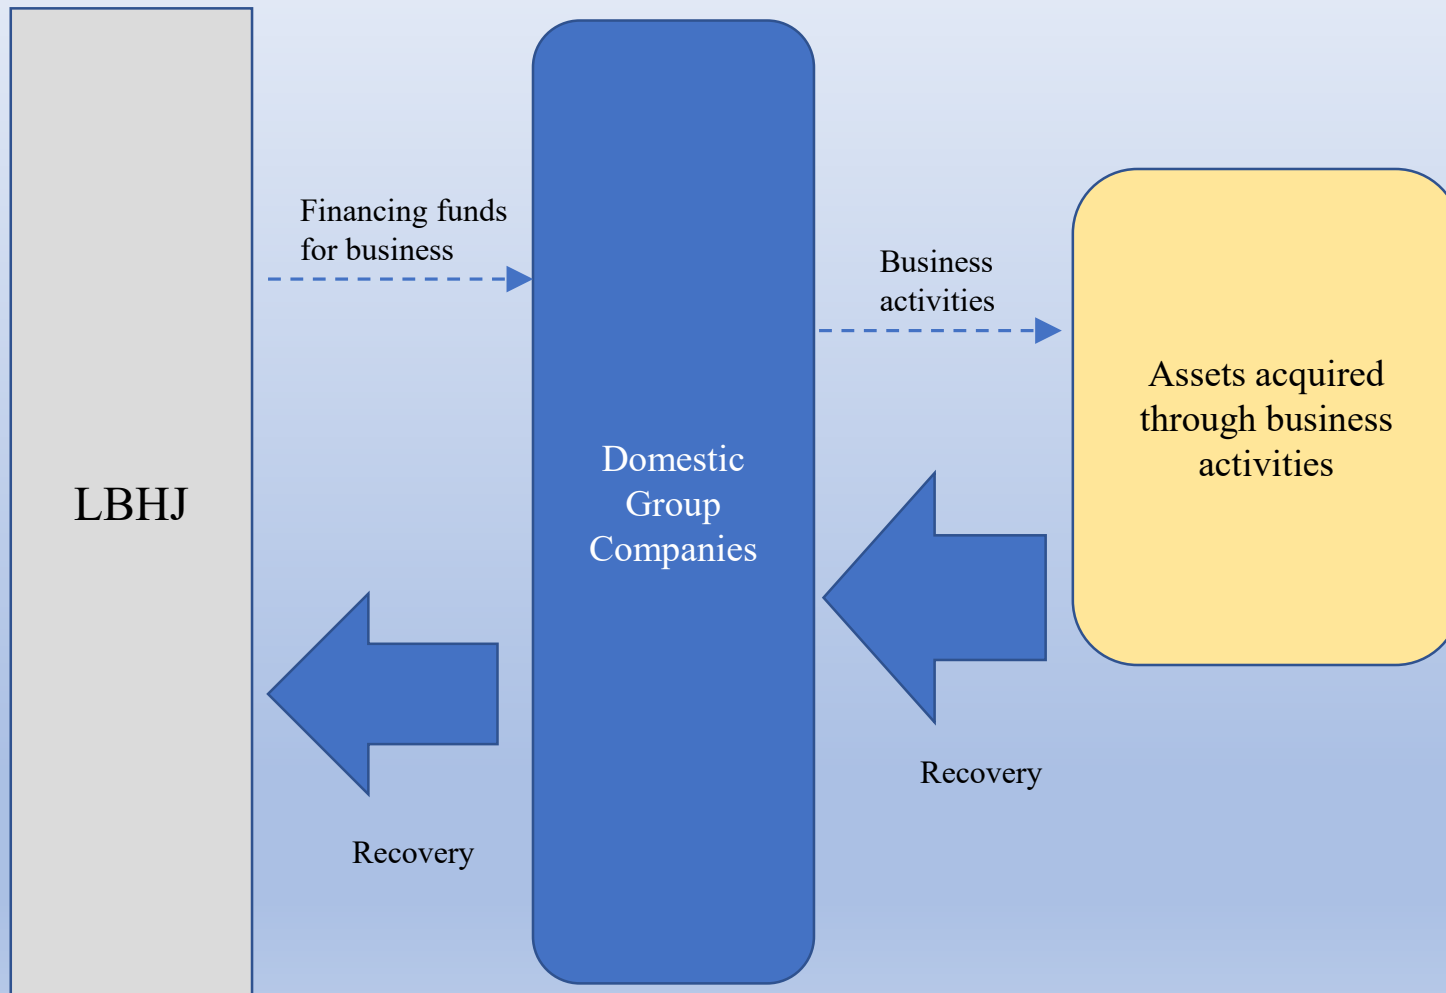 LBHJ
Financing funds
for business
Recovery
Domestic
Group
Companies
Business
activities
Recovery
Assets acquired
through business
activities